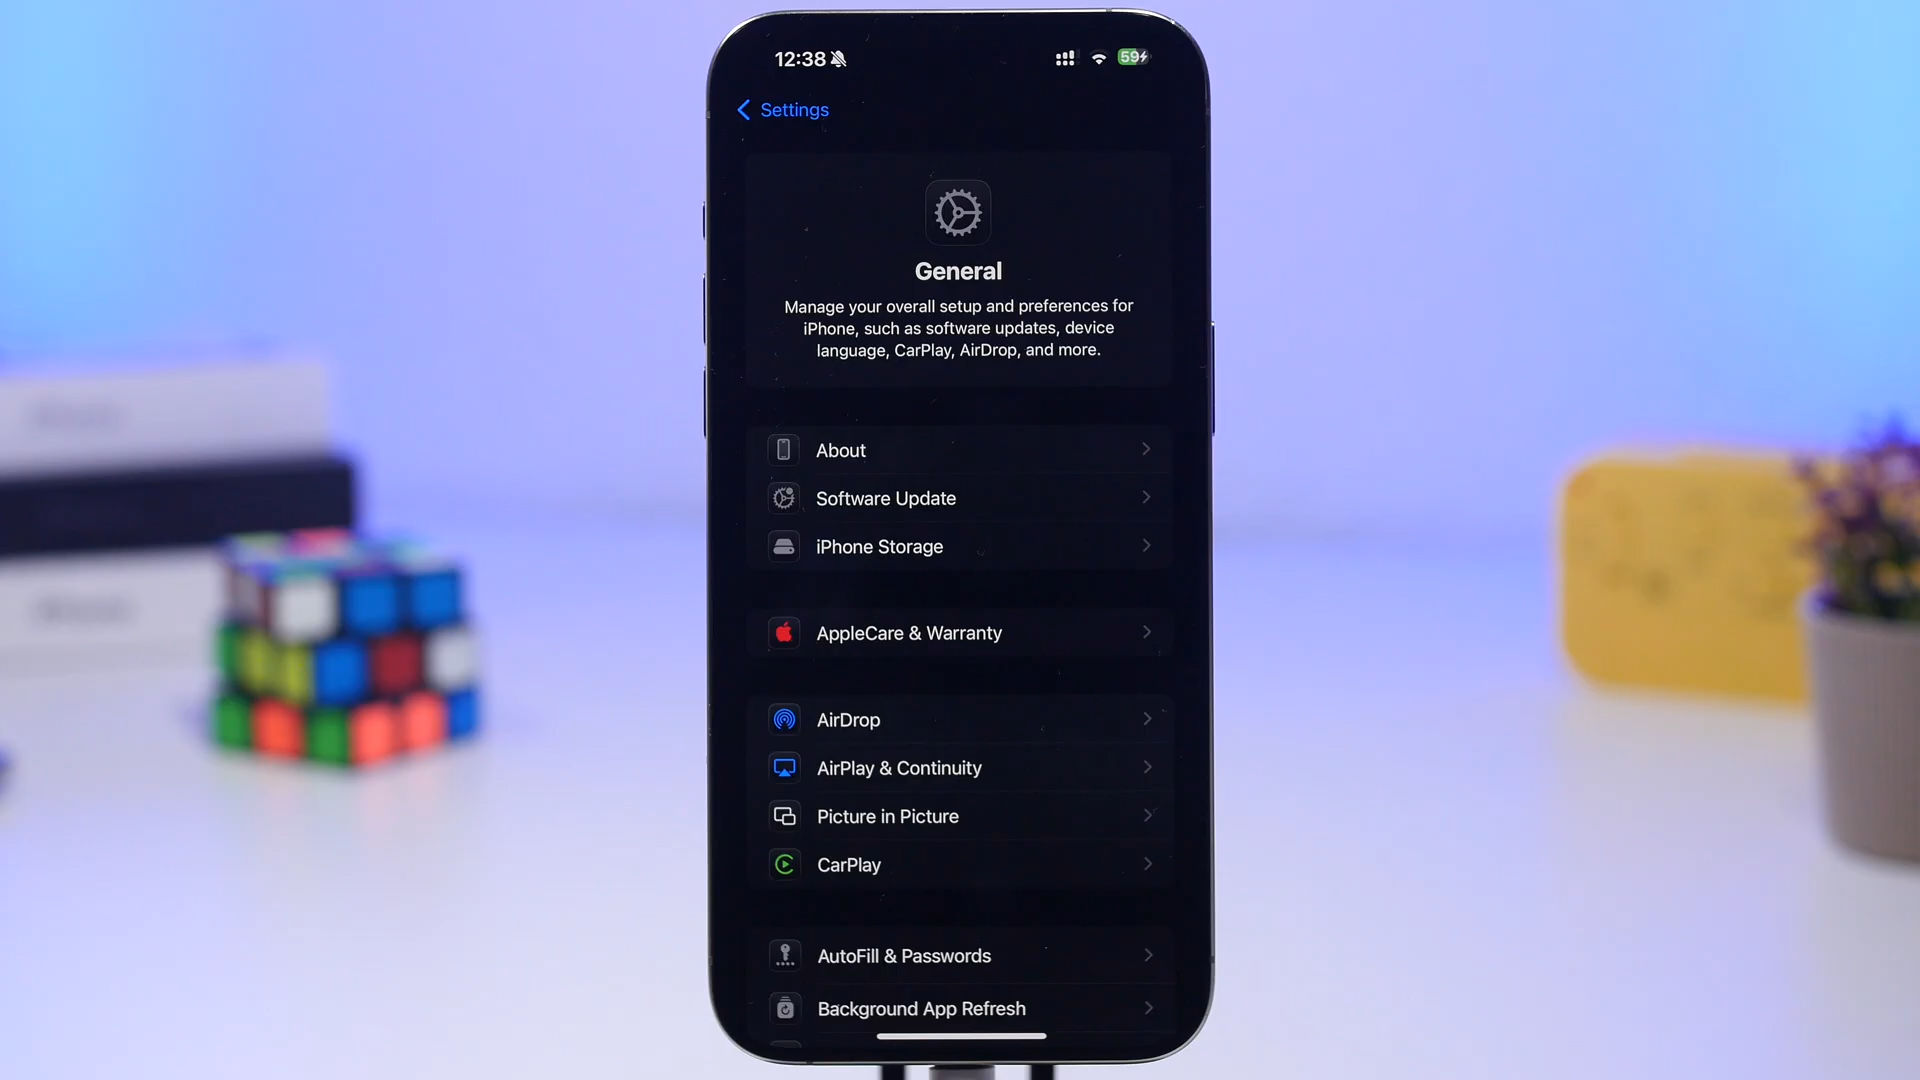 12:38
59
Settings
General
Manage your overall setup and preferences for
iPhone, such as software updates, device
language, CarPlay, AirDrop, and more.
About
Software Update
iPhone Storage
AppleCare & Warranty
AirDrop
AirPlay & Continuity
Picture in Picture
CarPlay
AutoFill & Passwords
Background App Refresh